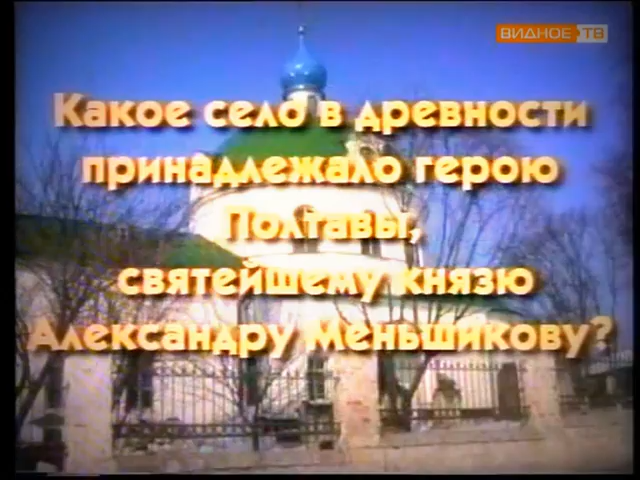 ВИДНОЕ ТВ
Какое село в древности
принадлежало герою
Полтавы,
святейшему князю
Александру Меньшикову?